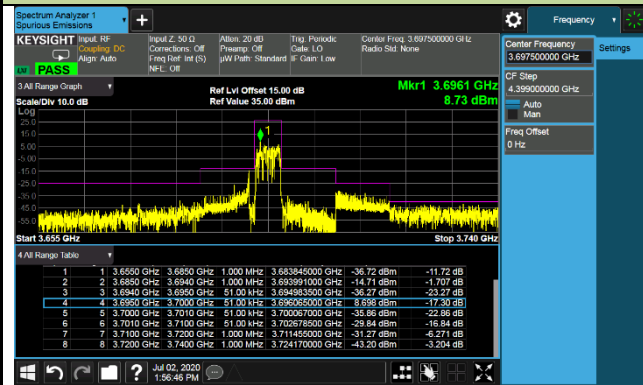 Spectrum Analyzer 1
Spurious Emissions
Frequency
KEYSIGHT Input: RF Input Z: 50 Ω Atten: 20 dB Trig: Periodic Center Freq: 3.697500000 GHz
Coupling: DC Corrections: Off Preamp: Off Gate: LO Radio Std: None
Align: Auto Freq Ref: Int (S) µW Path: Standard IF Gain: Low
NFE: Off
PASS
Center Frequency
3.697500000 GHz
Settings
CF Step
4.399000000 GHz
Auto
Man
Freq Offset
0 Hz
3 All Range Graph
Ref Lvl Offset 15.00 dB
Mkr1 3.6961 GHz
Scale/Div 10.0 dB
Ref Value 35.00 dBm
8.73 dBm
Log
25.0
15.0
5.00
-5.00
-15.0
-25.0
-35.0
-45.0
-55.0
1
Start 3.655 GHz
Stop 3.740 GHz
4 All Range Table
1 1 3.6550 GHz 3.6850 GHz 1.000 MHz 3.683845000 GHz -36.72 dBm -11.72 dB
2 2 3.6850 GHz 3.6940 GHz 1.000 MHz 3.693991000 GHz -14.71 dBm -1.707 dB
3 3 3.6940 GHz 3.6950 GHz 51.00 kHz 3.694983500 GHz -36.27 dBm -23.27 dB
4 4 3.6950 GHz 3.7000 GHz 51.00 kHz 3.696065000 GHz 8.698 dBm -17.30 dB
5 5 3.7000 GHz 3.7010 GHz 51.00 kHz 3.700067000 GHz -35.86 dBm -22.86 dB
6 6 3.7010 GHz 3.7100 GHz 51.00 kHz 3.702678500 GHz -29.84 dBm -16.84 dB
7 7 3.7100 GHz 3.7200 GHz 1.000 MHz 3.711455000 GHz -31.27 dBm -6.271 dB
8 8 3.7200 GHz 3.7400 GHz 1.000 MHz 3.724170000 GHz -43.20 dBm -3.204 dB
Jul 02, 2020
1:56:46 PM